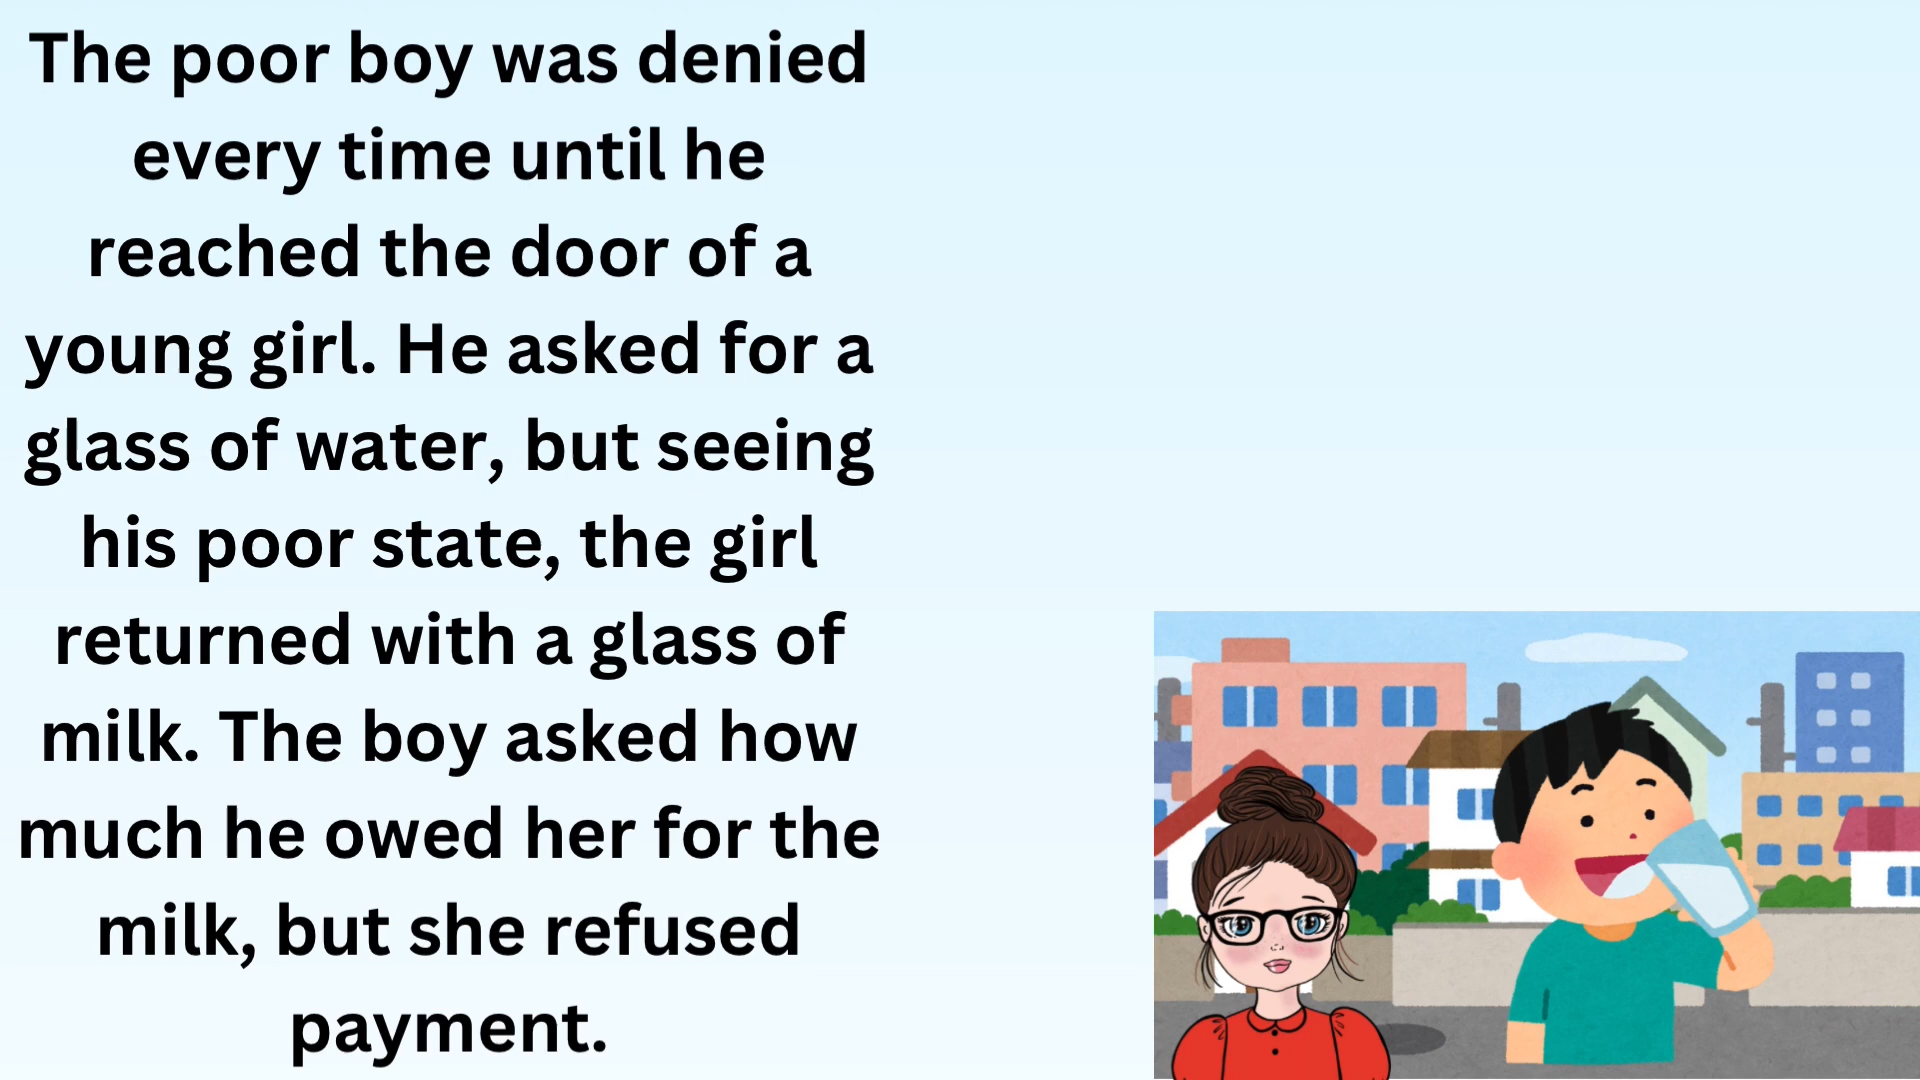 The poor boy was denied
every time until he
reached the door of a
young girl. He asked for a
glass of water, but seeing
his poor state, the girl
returned with a glass of
milk. The boy asked how
much he owed her for the
milk, but she refused
payment.